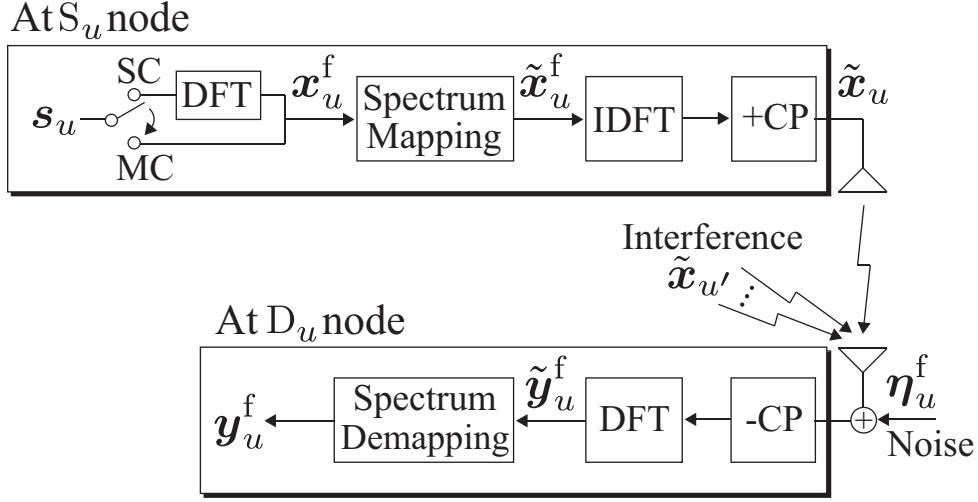 At S_u node
SC
DFT
s_u
MC
x_u^f
Spectrum
Mapping
x̃_u^f
IDFT
+CP
x̃_u
Interference
x̃_{u'}
⋮
At D_u node
y_u^f
Spectrum
Demapping
ỹ_u^f
DFT
-CP
+
η_u^f
Noise